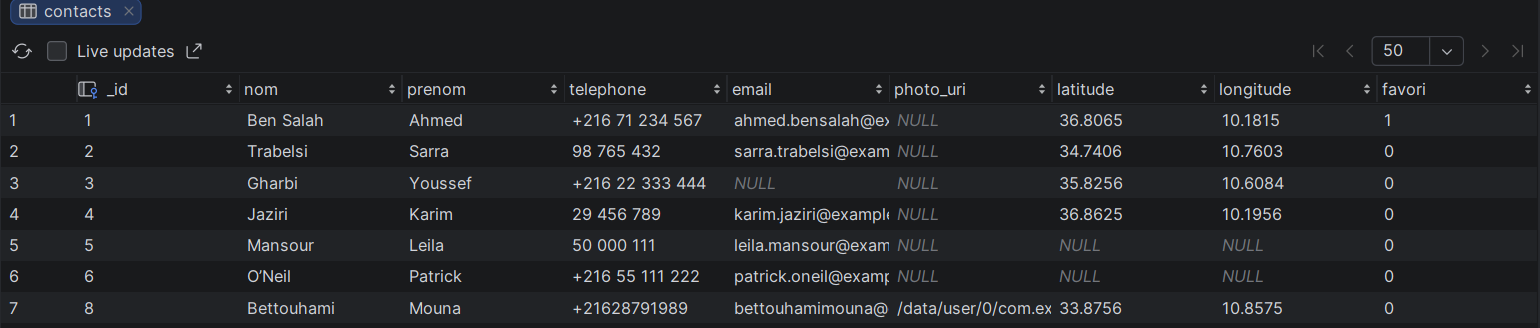 contacts
Live updates 50
_id nom prenom telephone email photo_uri latitude longitude favori
1 1 Ben Salah Ahmed +216 71 234 567 ahmed.bensalah@ex NULL 36.8065 10.1815 1
2 2 Trabelsi Sarra 98 765 432 sarra.trabelsi@exam NULL 34.7406 10.7603 0
3 3 Gharbi Youssef +216 22 333 444 NULL NULL 35.8256 10.6084 0
4 4 Jaziri Karim 29 456 789 karim.jaziri@example NULL 36.8625 10.1956 0
5 5 Mansour Leila 50 000 111 leila.mansour@exam NULL NULL NULL 0
6 6 O’Neil Patrick +216 55 111 222 patrick.oneil@examp NULL NULL NULL 0
7 8 Bettouhami Mouna +21628791989 bettouhamimouna@ /data/user/0/com.ex 33.8756 10.8575 0